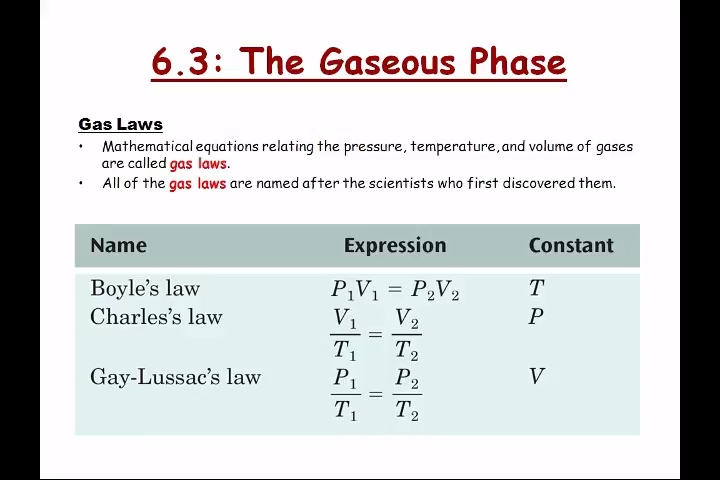 6.3: The Gaseous Phase
Gas Laws
• Mathematical equations relating the pressure, temperature, and volume of gases
are called gas laws.
• All of the gas laws are named after the scientists who first discovered them.
Name Expression Constant
Boyle's law P₁V₁ = P₂V₂ T
Charles's law V₁/T₁ = V₂/T₂ P
Gay-Lussac's law P₁/T₁ = P₂/T₂ V